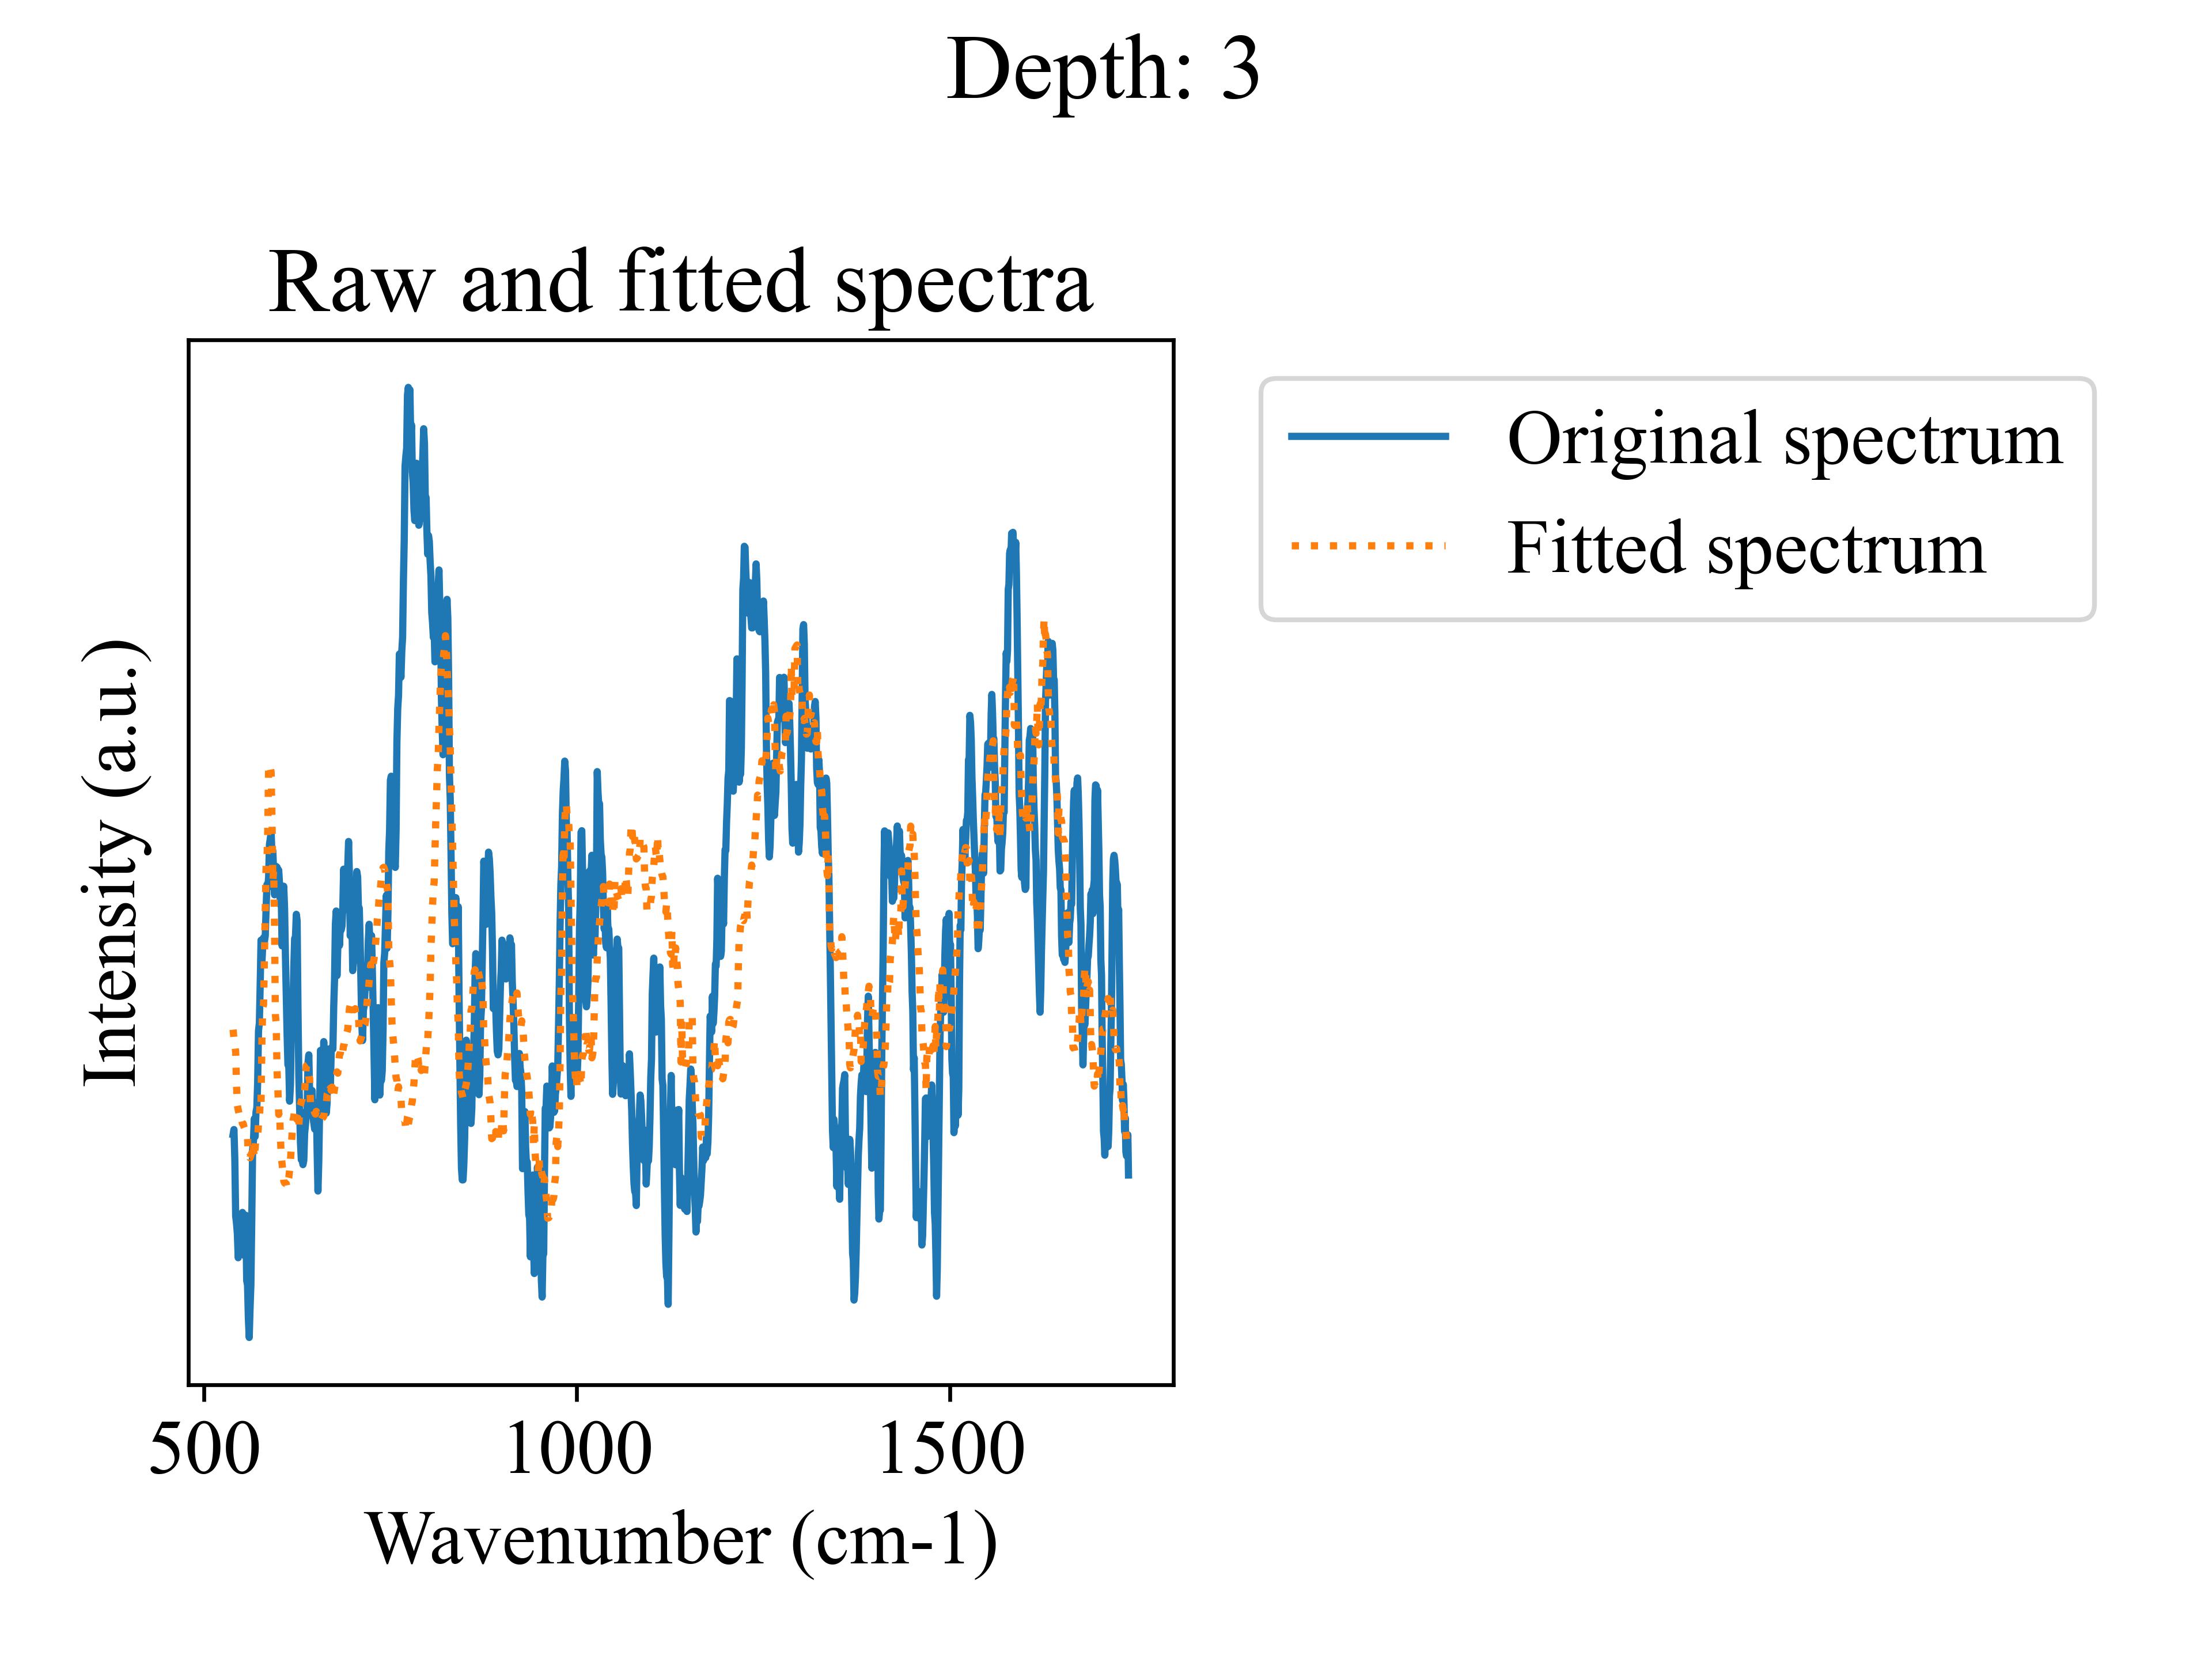 Depth: 3
Raw and fitted spectra
Original spectrum
Fitted spectrum
Intensity (a.u.)
500 1000 1500
Wavenumber (cm-1)